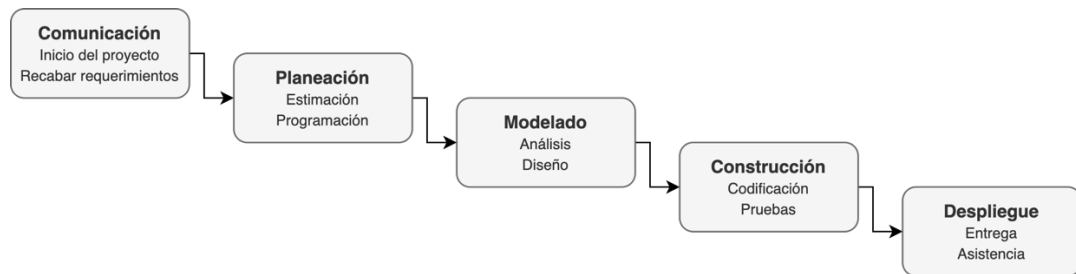 Comunicación
Inicio del proyecto
Recabar requerimientos
Planeación
Estimación
Programación
Modelado
Análisis
Diseño
Construcción
Codificación
Pruebas
Despliegue
Entrega
Asistencia